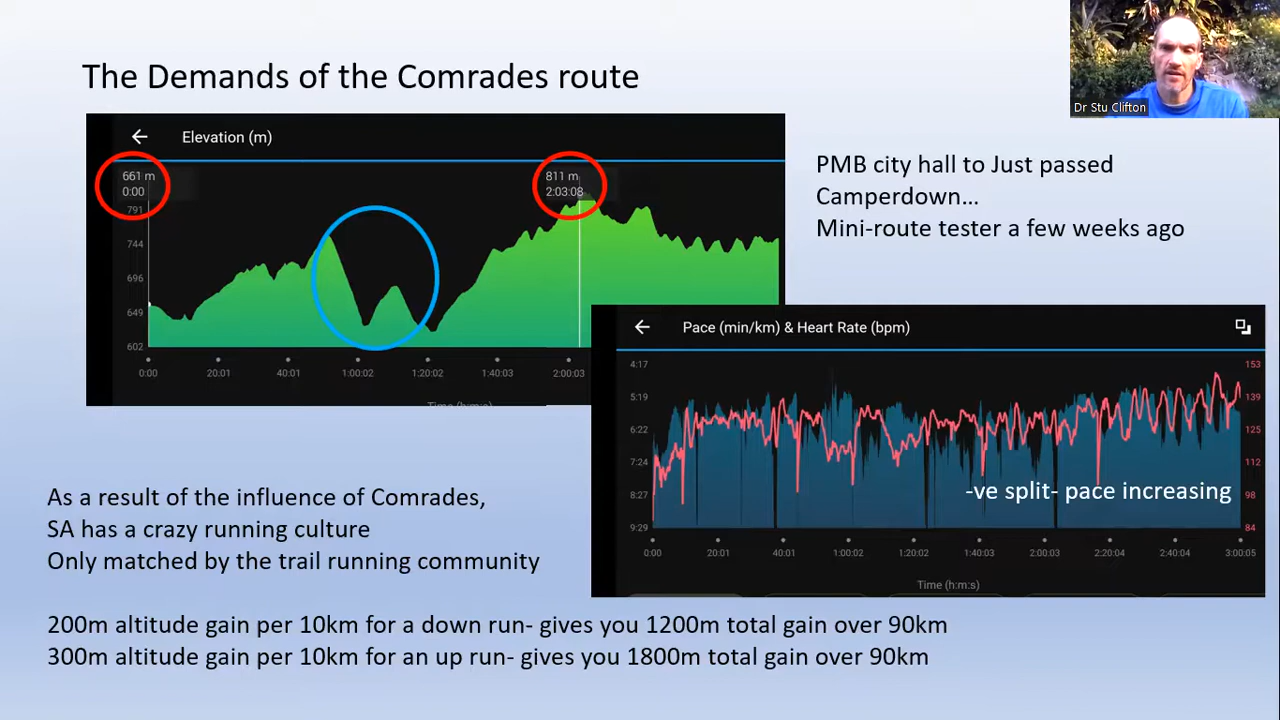 The Demands of the Comrades route
Dr Stu Clifton
Elevation (m)
661 m
0:00
811 m
2:03:08
791
744
696
649
602
0:00 20:01 40:01 1:00:02 1:20:02 1:40:03 2:00:03
Time (h:m:s)
PMB city hall to Just passed
Camperdown...
Mini-route tester a few weeks ago
Pace (min/km) & Heart Rate (bpm)
4:17 153
5:19 139
6:22 125
7:24 112
8:27 98
9:29 84
-ve split- pace increasing
0:00 20:01 40:01 1:00:02 1:20:02 1:40:03 2:00:03 2:20:04 2:40:04 3:00:05
Time (h:m:s)
As a result of the influence of Comrades,
SA has a crazy running culture
Only matched by the trail running community
200m altitude gain per 10km for a down run- gives you 1200m total gain over 90km
300m altitude gain per 10km for an up run- gives you 1800m total gain over 90km